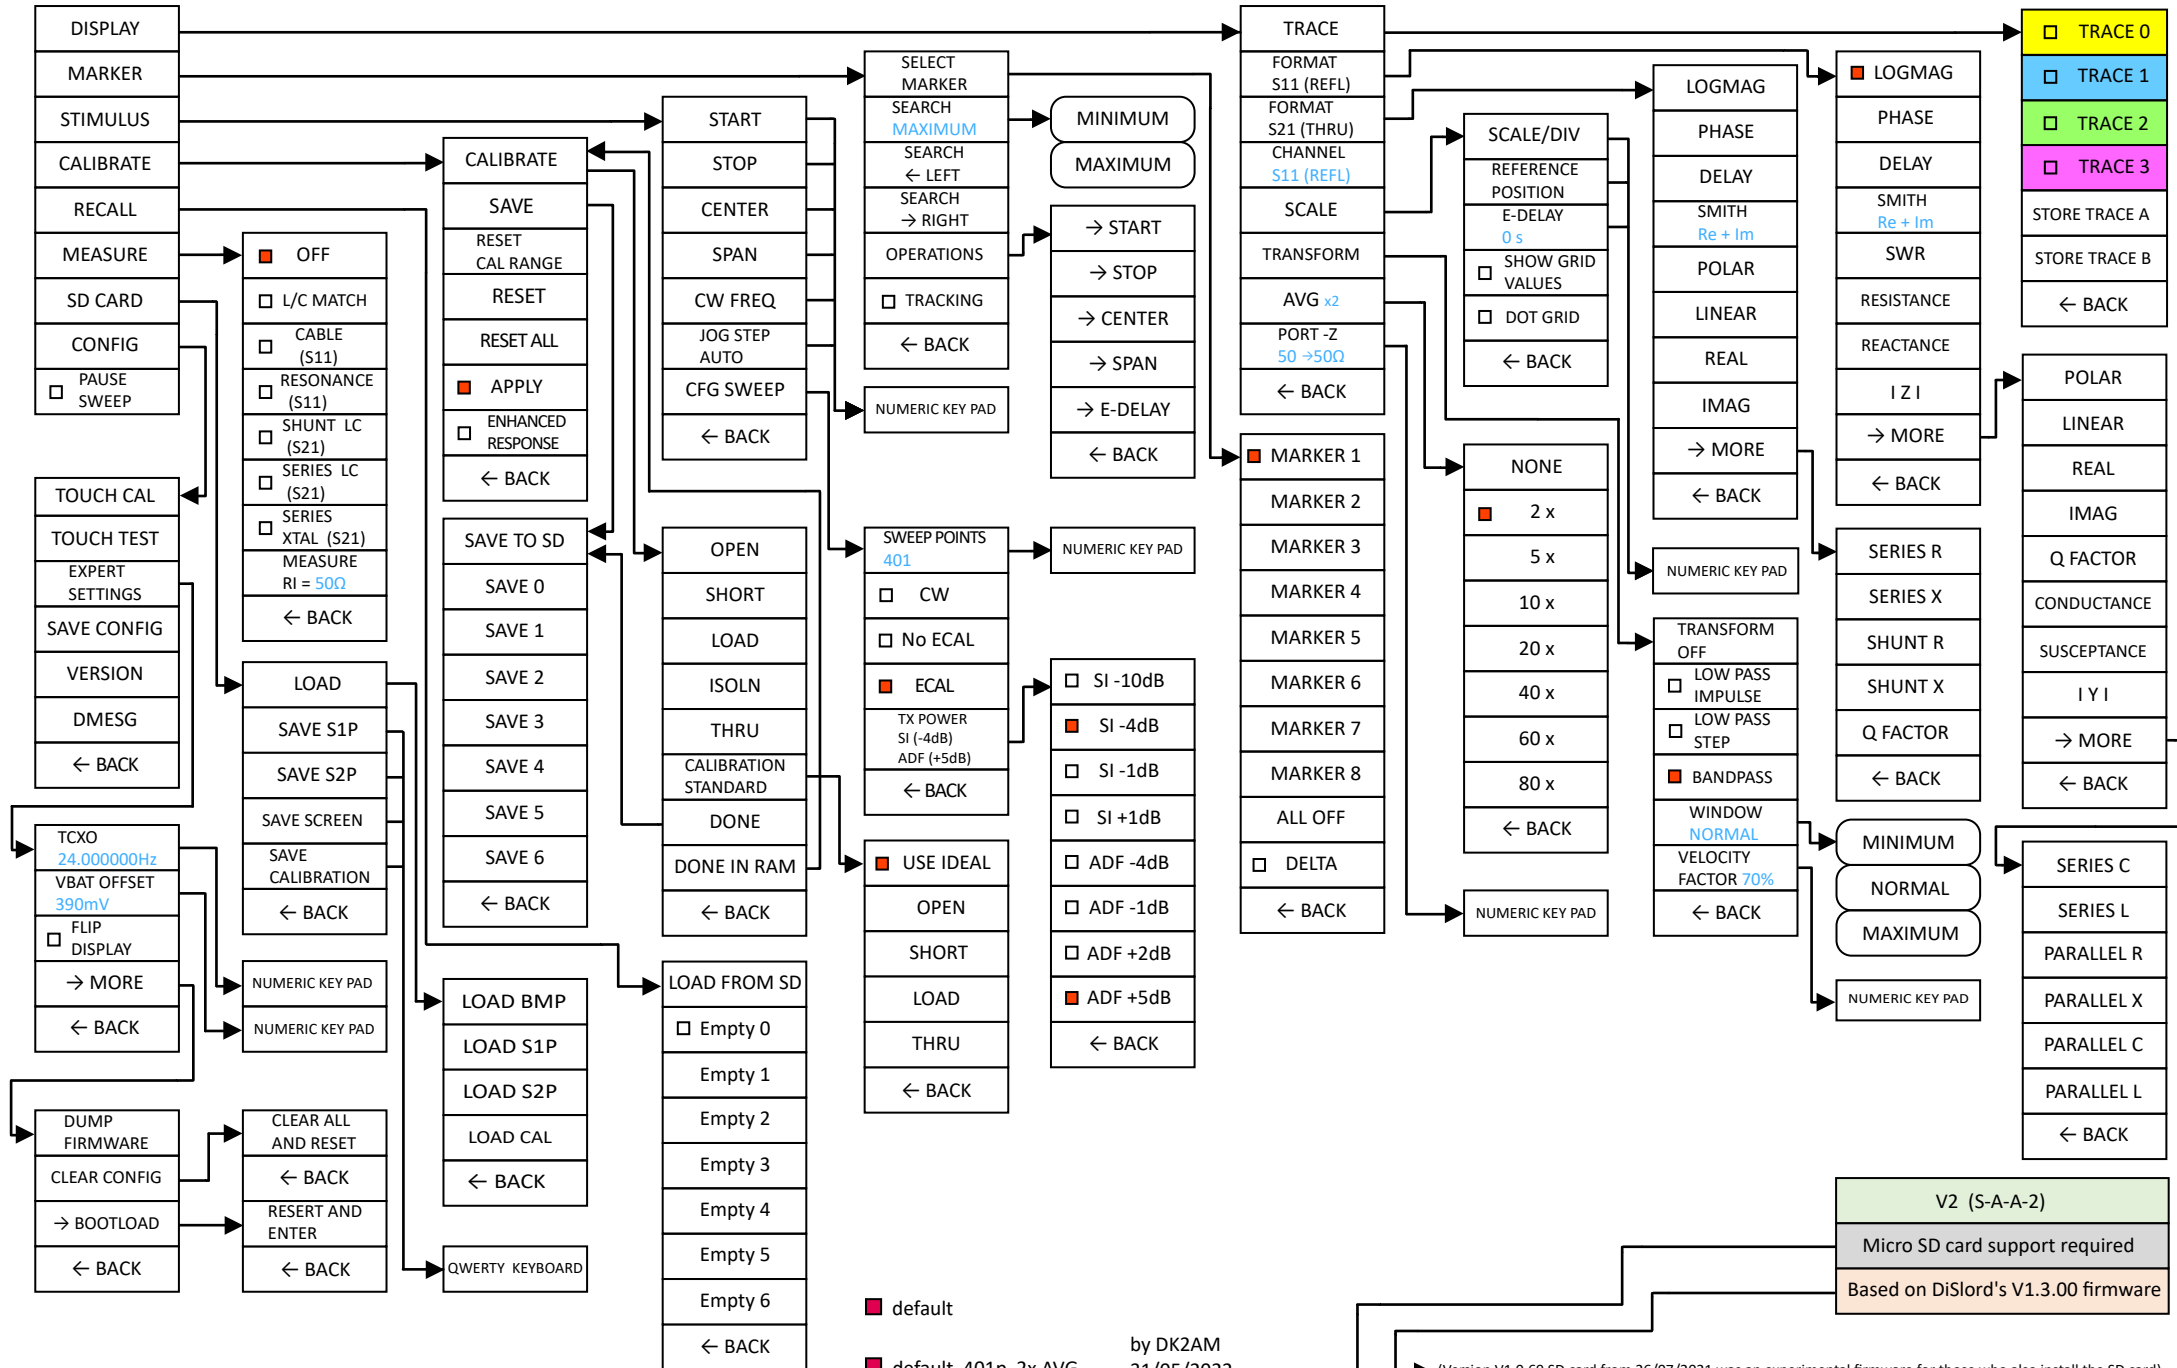 DISPLAY
MARKER
STIMULUS
CALIBRATE
RECALL
MEASURE
SD CARD
CONFIG
PAUSE
SWEEP
TOUCH CAL
TOUCH TEST
EXPERT
SETTINGS
SAVE CONFIG
VERSION
DMESG
← BACK
TCXO
24.000000Hz
VBAT OFFSET
390mV
FLIP
DISPLAY
→ MORE
← BACK
DUMP
FIRMWARE
CLEAR CONFIG
→ BOOTLOAD
← BACK
OFF
L/C MATCH
CABLE
(S11)
RESONANCE
(S11)
SHUNT LC
(S21)
SERIES LC
(S21)
SERIES
XTAL (S21)
MEASURE
RI = 50Ω
← BACK
LOAD
SAVE S1P
SAVE S2P
SAVE SCREEN
SAVE
CALIBRATION
← BACK
NUMERIC KEY PAD
NUMERIC KEY PAD
CLEAR ALL
AND RESET
← BACK
RESERT AND
ENTER
← BACK
CALIBRATE
SAVE
RESET
CAL RANGE
RESET
RESET ALL
APPLY
ENHANCED
RESPONSE
← BACK
SAVE TO SD
SAVE 0
SAVE 1
SAVE 2
SAVE 3
SAVE 4
SAVE 5
SAVE 6
← BACK
LOAD BMP
LOAD S1P
LOAD S2P
LOAD CAL
← BACK
QWERTY KEYBOARD
START
STOP
CENTER
SPAN
CW FREQ
JOG STEP
AUTO
CFG SWEEP
← BACK
OPEN
SHORT
LOAD
ISOLN
THRU
CALIBRATION
STANDARD
DONE
DONE IN RAM
← BACK
LOAD FROM SD
Empty 0
Empty 1
Empty 2
Empty 3
Empty 4
Empty 5
Empty 6
← BACK
SELECT
MARKER
SEARCH
MAXIMUM
SEARCH
← LEFT
SEARCH
→ RIGHT
OPERATIONS
TRACKING
← BACK
NUMERIC KEY PAD
SWEEP POINTS
401
CW
No ECAL
ECAL
TX POWER
SI (-4dB)
ADF (+5dB)
← BACK
USE IDEAL
OPEN
SHORT
LOAD
THRU
← BACK
MINIMUM
MAXIMUM
→ START
→ STOP
→ CENTER
→ SPAN
→ E-DELAY
← BACK
NUMERIC KEY PAD
SI -10dB
SI -4dB
SI -1dB
SI +1dB
ADF -4dB
ADF -1dB
ADF +2dB
ADF +5dB
← BACK
TRACE
FORMAT
S11 (REFL)
FORMAT
S21 (THRU)
CHANNEL
S11 (REFL)
SCALE
TRANSFORM
AVG x2
PORT -Z
50 →50Ω
← BACK
MARKER 1
MARKER 2
MARKER 3
MARKER 4
MARKER 5
MARKER 6
MARKER 7
MARKER 8
ALL OFF
DELTA
← BACK
SCALE/DIV
REFERENCE
POSITION
E-DELAY
0 s
SHOW GRID
VALUES
DOT GRID
← BACK
NONE
2 x
5 x
10 x
20 x
40 x
60 x
80 x
← BACK
NUMERIC KEY PAD
LOGMAG
PHASE
DELAY
SMITH
Re + Im
POLAR
LINEAR
REAL
IMAG
→ MORE
← BACK
NUMERIC KEY PAD
TRANSFORM
OFF
LOW PASS
IMPULSE
LOW PASS
STEP
BANDPASS
WINDOW
NORMAL
VELOCITY
FACTOR 70%
← BACK
LOGMAG
PHASE
DELAY
SMITH
Re + Im
SWR
RESISTANCE
REACTANCE
I Z I
→ MORE
← BACK
SERIES R
SERIES X
SHUNT R
SHUNT X
Q FACTOR
← BACK
MINIMUM
NORMAL
MAXIMUM
NUMERIC KEY PAD
TRACE 0
TRACE 1
TRACE 2
TRACE 3
STORE TRACE A
STORE TRACE B
← BACK
POLAR
LINEAR
REAL
IMAG
Q FACTOR
CONDUCTANCE
SUSCEPTANCE
I Y I
→ MORE
← BACK
SERIES C
SERIES L
PARALLEL R
PARALLEL X
PARALLEL C
PARALLEL L
← BACK
V2 (S-A-A-2)
Micro SD card support required
Based on DiSlord's V1.3.00 firmware
default
by DK2AM
default 401p 2x AVG